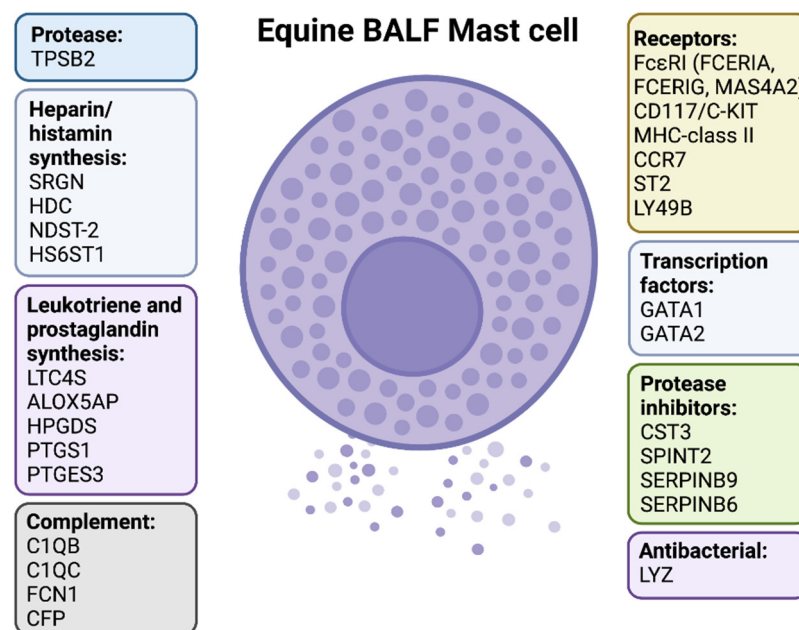 Equine BALF Mast cell
Protease:
TPSB2
Heparin/
histamin
synthesis:
SRGN
HDC
NDST-2
HS6ST1
Leukotriene and
prostaglandin
synthesis:
LTC4S
ALOX5AP
HPGDS
PTGS1
PTGES3
Complement:
C1QB
C1QC
FCN1
CFP
Receptors:
FcεRI (FCERIA,
FCERIG, MAS4A2)
CD117/C-KIT
MHC-class II
CCR7
ST2
LY49B
Transcription
factors:
GATA1
GATA2
Protease
inhibitors:
CST3
SPINT2
SERPINB9
SERPINB6
Antibacterial:
LYZ